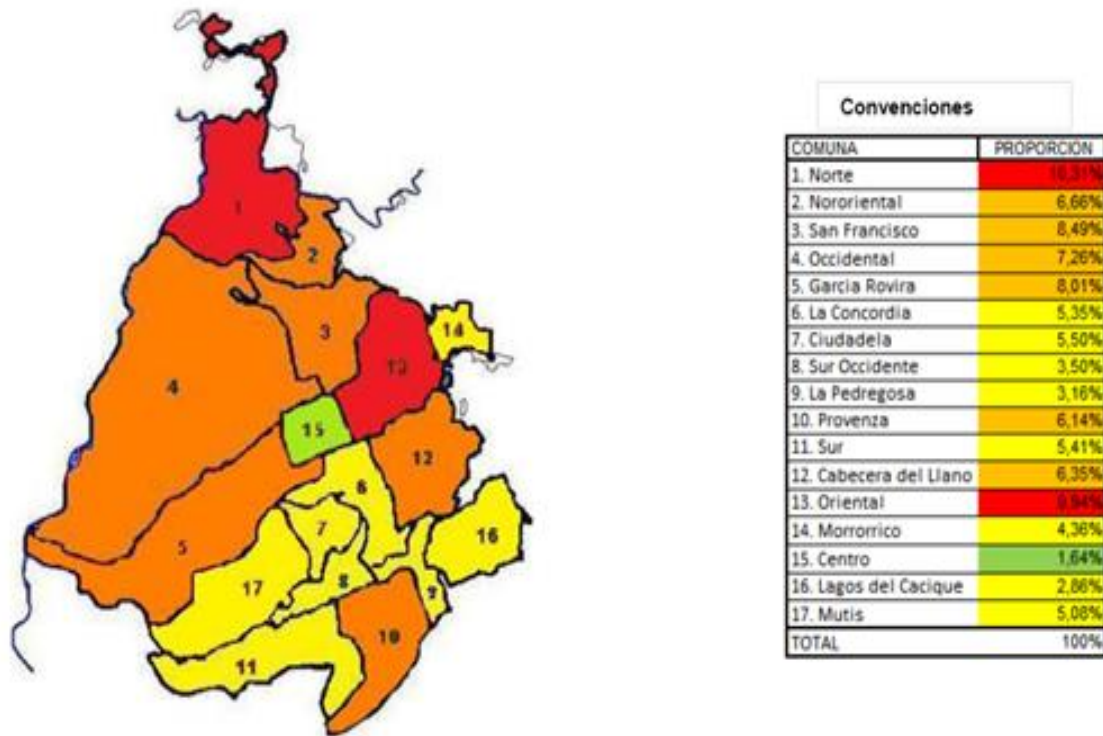 Convenciones
COMUNA PROPORCION
1. Norte 10,31%
2. Nororiental 6,66%
3. San Francisco 8,49%
4. Occidental 7,26%
5. Garcia Rovira 8,01%
6. La Concordia 5,35%
7. Ciudadela 5,50%
8. Sur Occidente 3,50%
9. La Pedregosa 3,16%
10. Provenza 6,14%
11. Sur 5,41%
12. Cabecera del Llano 6,35%
13. Oriental 9,94%
14. Morrorrico 4,36%
15. Centro 1,64%
16. Lagos del Cacique 2,86%
17. Mutis 5,08%
TOTAL 100%
1
2
3
14
13
4
15
12
6
7
16
5
17
8
9
10
11